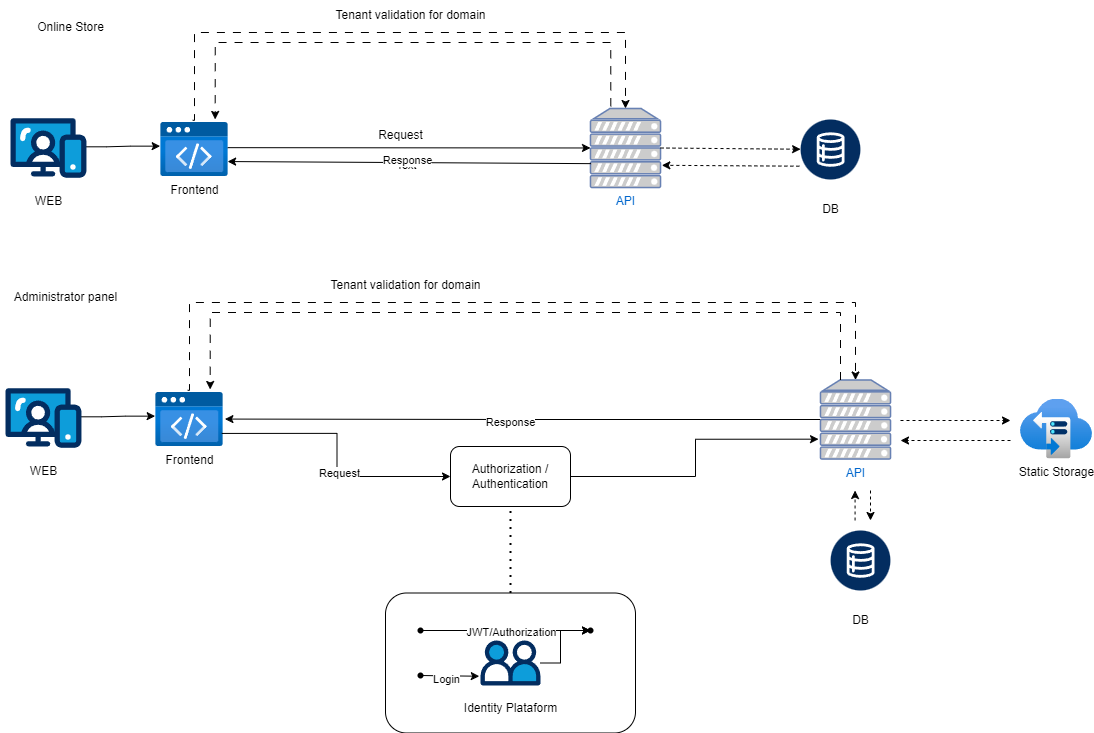 Tenant validation for domain
Online Store
Request
Response
Frontend
WEB
API
DB
Tenant validation for domain
Administrator panel
Response
Frontend
WEB
Request
Authorization /
Authentication
API
Static Storage
DB
JWT/Authorization
Login
Identity Plataform